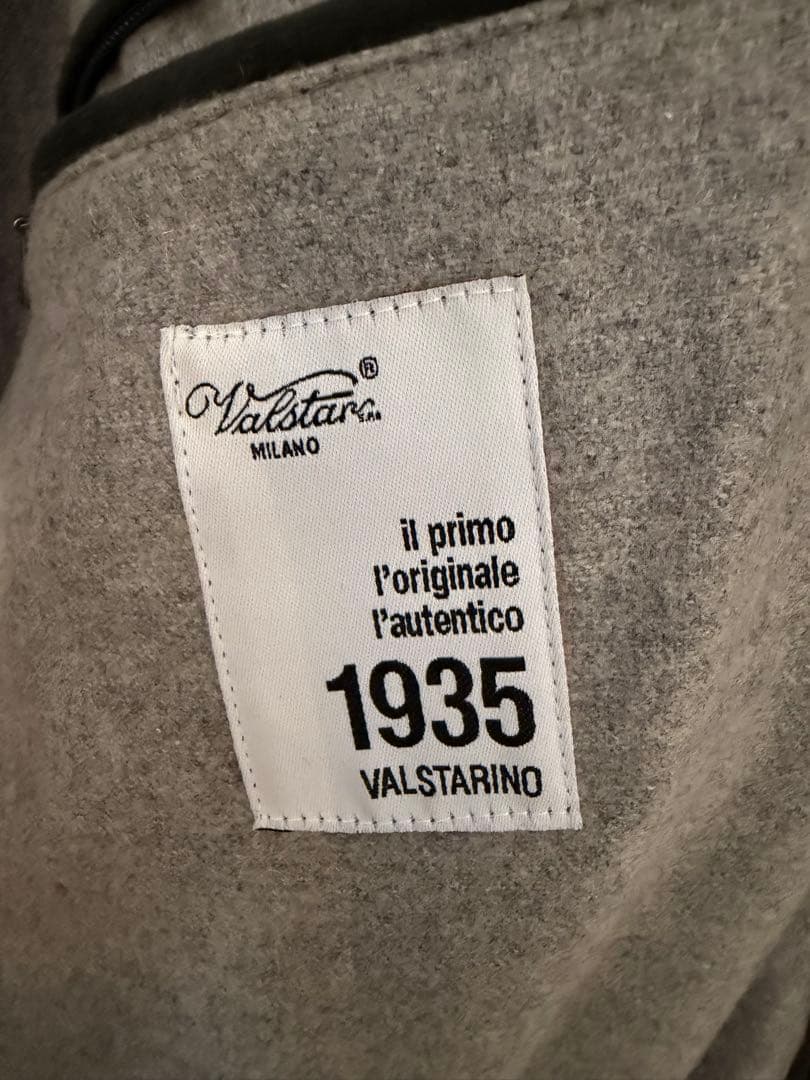 Valstar®
S.P.A
MILANO
il primo
l'originale
l'autentico
1935
VALSTARINO